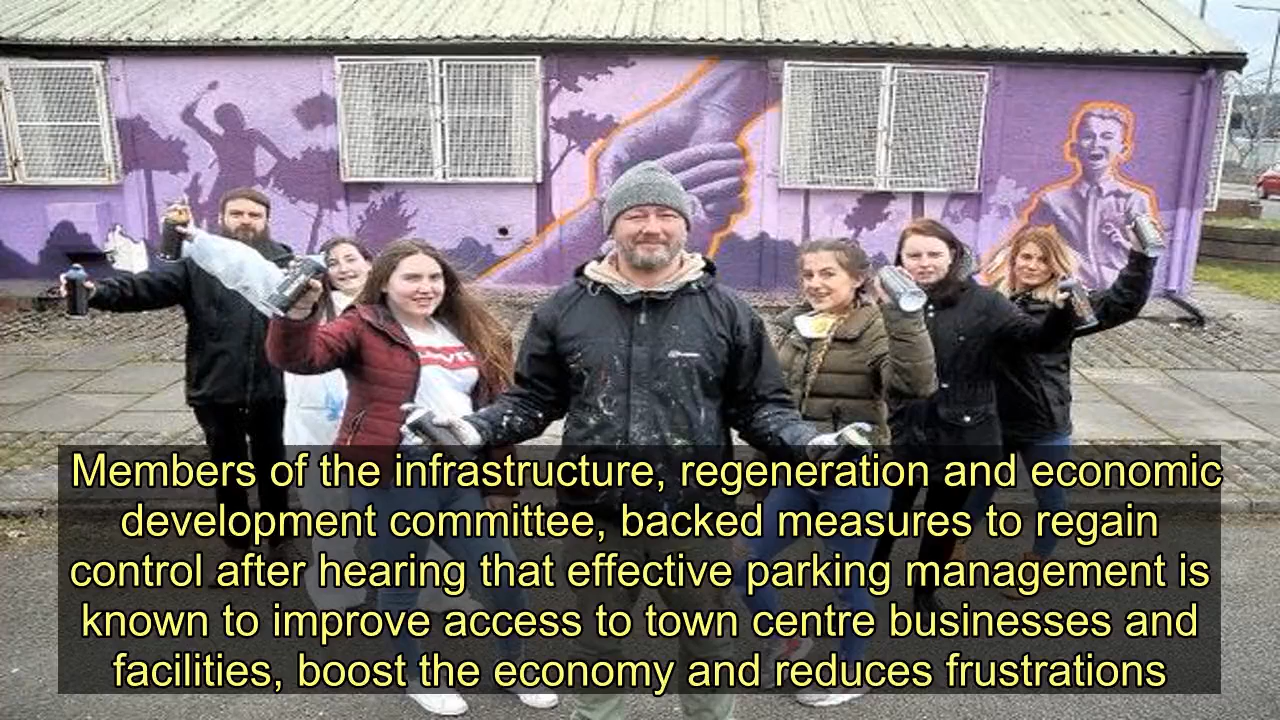 Members of the infrastructure, regeneration and economic
development committee, backed measures to regain
control after hearing that effective parking management is
known to improve access to town centre businesses and
facilities, boost the economy and reduces frustrations